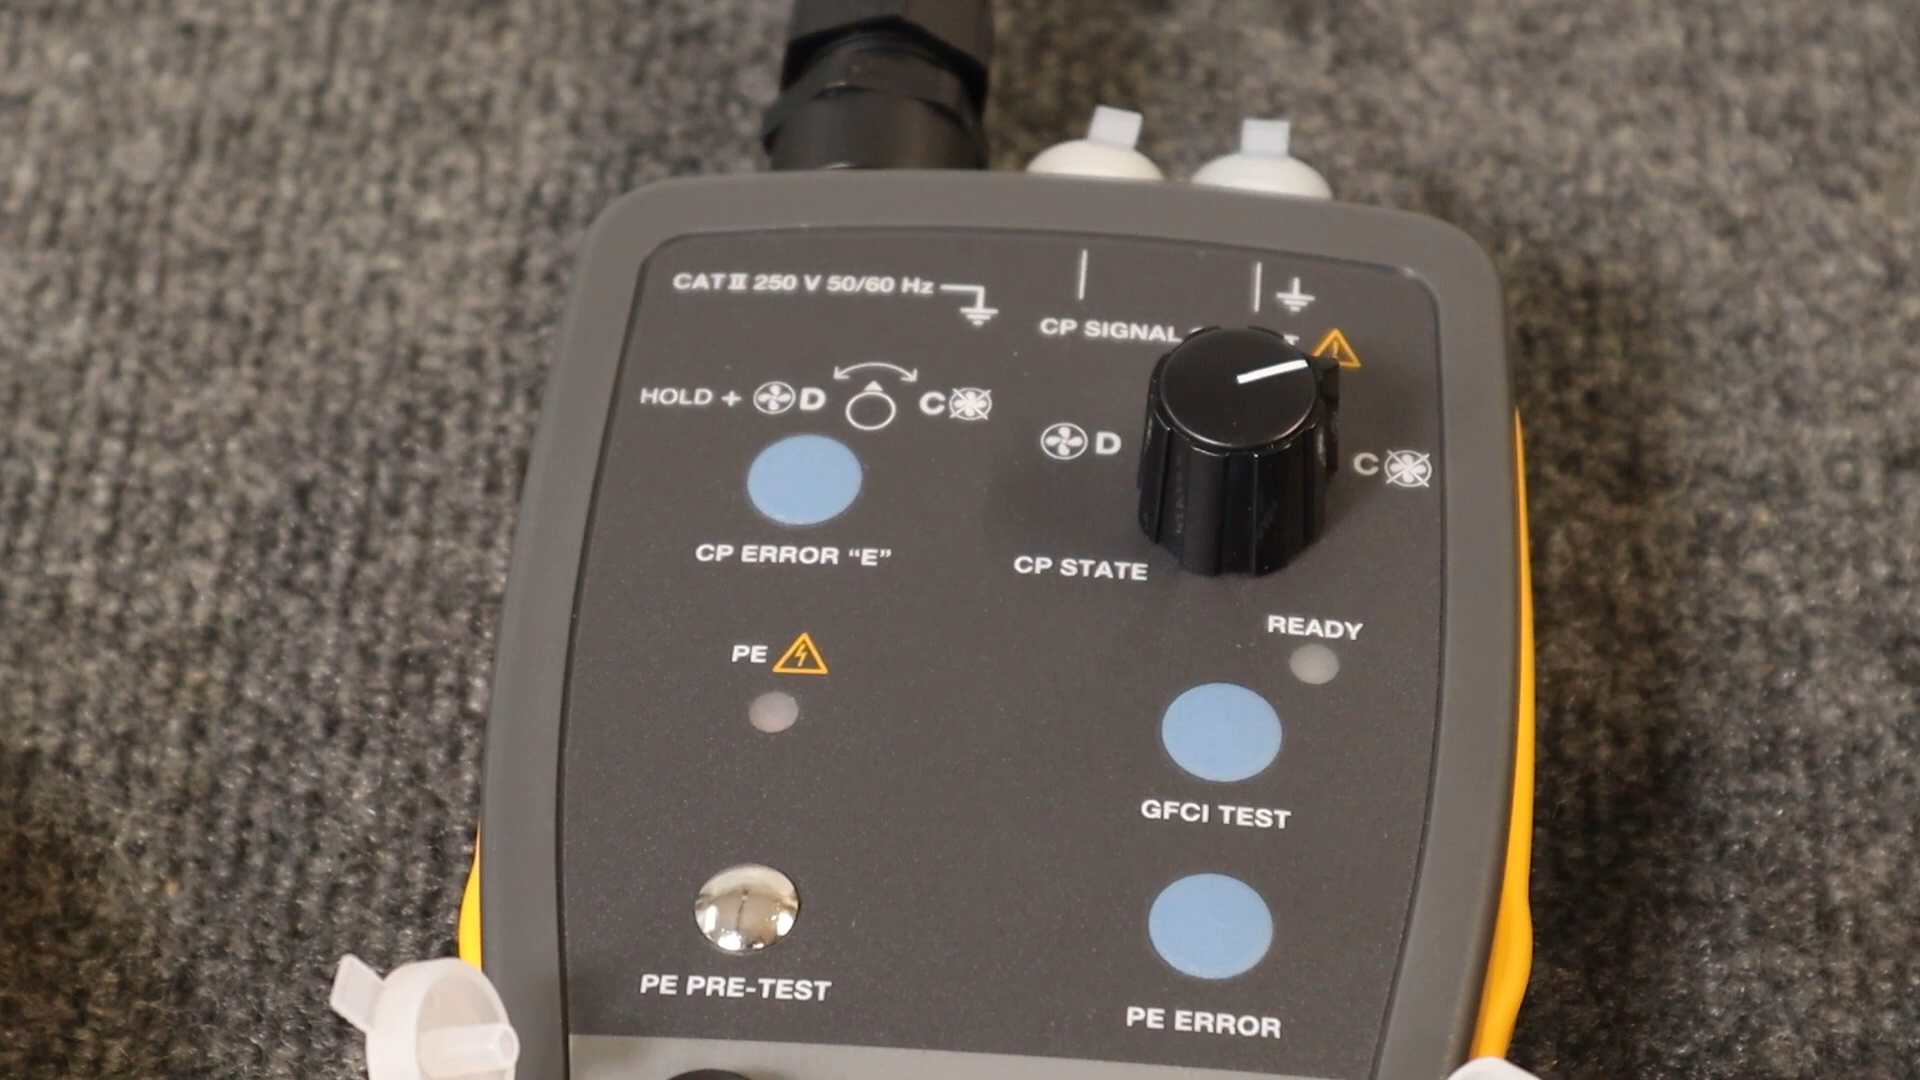 CAT II 250 V 50/60 Hz
CP SIGNAL
HOLD + D C
D C
CP ERROR “E”
CP STATE
READY
PE
GFCI TEST
PE PRE-TEST
PE ERROR